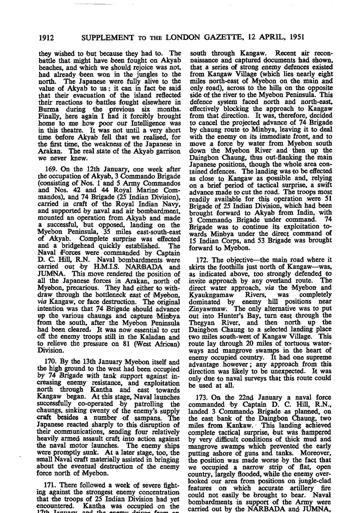 1912 SUPPLEMENT TO THE LONDON GAZETTE, 12 APRIL, 1951
they wished to but because they had to. The
battle that might have been fought on Akyab
beaches, and which we should rejoice was not,
had already been won in the jungles to the
north. The Japanese were fully alive to the
value of Akyab to us; it can in fact be said
that their evacuation of the island reflected
their reactions to battles fought elsewhere in
Burma during the previous six months.
Finally, here again I had it forcibly brought
home to me how poor our Intelligence was
in this theatre. It was not until a very short
time before Akyab fell that we realised, for
the first time, the weakness of the Japanese in
Arakan. The real state of the Akyab garrison
we never knew.
169. On the 12th January, one week after
the occupation of Akyab, 3 Commando Brigade
(consisting of Nos. 1 and 5 Army Commandos
and Nos. 42 and 44 Royal Marine Com-
mandos), and 74 Brigade (25 Indian Division),
carried in craft of the Royal Indian Navy,
and supported by naval and air bombardment,
mounted an operation from Akyab and made
a successful, but opposed, landing on the
Myebon Peninsula, 35 miles east-south-east
of Akyab. Complete surprise was effected
and a bridgehead quickly established. The
Naval Forces were commanded by Captain
D. C. Hill, R.N. Naval bombardments were
carried out by H.M.I.S. NARBADA and
JUMNA. This move rendered the position of
all the Japanese forces in Arakan, north of
Myebon, precarious. They had either to with-
draw through the bottleneck east of Myebon,
via Kangaw, or face destruction. The original
intention was that 74 Brigade should advance
up the various chaungs and capture Minbya
from the south, after the Myebon Peninsula
had been cleared. It was now essential to cut
off the enemy troops still in the Kaladan and
to relieve the pressure on 81 (West African)
Division.
170. By the 13th January Myebon itself and
the high ground to the west had been occupied
by 74 Brigade with tank support against in-
creasing enemy resistance, and exploitation
north through Kantha and east towards
Kangaw began. At this stage, Naval launches
successfully co-operated by patrolling the
chaungs, sinking twenty of the enemy's supply
craft besides a number of sampans. The
Japanese reacted sharply to this disruption of
their communications, sending four relatively
heavily armed assault craft into action against
the naval motor launches. The enemy ships
were promptly sunk. At a later stage, too, the
small Naval craft materially assisted in bringing
about the eventual destruction of the enemy
force north of Myebon.
171. There followed a week of severe fight-
ing against the strongest enemy concentration
that the troops of 25 Indian Division had yet
encountered. Kantha was occupied on the
south through Kangaw. Recent air recon-
naissance and captured documents had shown,
that a series of strong enemy defences existed
from Kangaw Village (which lies nearly eight
miles north-east of Myebon on the main and
only road), across to the hills on the opposite
side of the river to the Myebon Peninsula. This
defence system faced north and north-east,
effectively blocking the approach to Kangaw
from that direction. It was, therefore, decided
to cancel the projected advance of 74 Brigade
by chaung route to Minbya, leaving it to deal
with the enemy on its immediate front, and to
move a force by water from Myebon south
down the Myebon River and then up the
Daingbon Chaung, thus out-flanking the main
Japanese positions, though the whole area con-
tained defences. The landing was to be effected
as close to Kangaw as possible and, relying
on a brief period of tactical surprise, a swift
advance made to cut the road. The troops most
readily available for this operation were 51
Brigade of 25 Indian Division, which had been
brought forward to Akyab from Indin, with
3 Commando Brigade under command. 74
Brigade was to continue its exploitation to-
wards Minbya under the direct command of
15 Indian Corps, and 53 Brigade was brought
forward to Myebon.
172. The objective—the main road where it
skirts the foothills just north of Kangaw—was,
as indicated above, too strongly defended to
invite approach by any overland route. The
direct water approaches, via the Myebon and
Kyaukngamaw Rivers, was completely
dominated by enemy hill positions near
Zinyawmaw. The only alternative was to put
out into Hunter's Bay, turn east through the
Thegyan River, and then north up the
Daingbon Chaung to a selected landing place
two miles south-west of Kangaw Village. This
route lay through 20 miles of tortuous water-
ways and mangrove swamps in the heart of
enemy occupied country. It had one supreme
advantage however; any approach from this
direction was likely to be unexpected. It was
only due to naval surveys that this route could
be used at all.
173. On the 22nd January a naval force
commanded by Captain D. C. Hill, R.N.,
landed 3 Commando Brigade as planned, on
the east bank of the Daingbon Chaung, two
miles from Kankaw. This landing achieved
complete tactical surprise, but was hampered
by very difficult conditions of thick mud and
mangrove swamps which prevented the early
putting ashore of guns and tanks. Moreover,
the position was made worse by the fact that
we occupied a narrow strip of flat, open
country, largely flooded, while the enemy over-
looked our area from positions on jungle-clad
features on which accurate artillery fire
could not easily be brought to bear. Naval
bombardments in support of the Army were
carried out by the NARBADA and JUMNA,